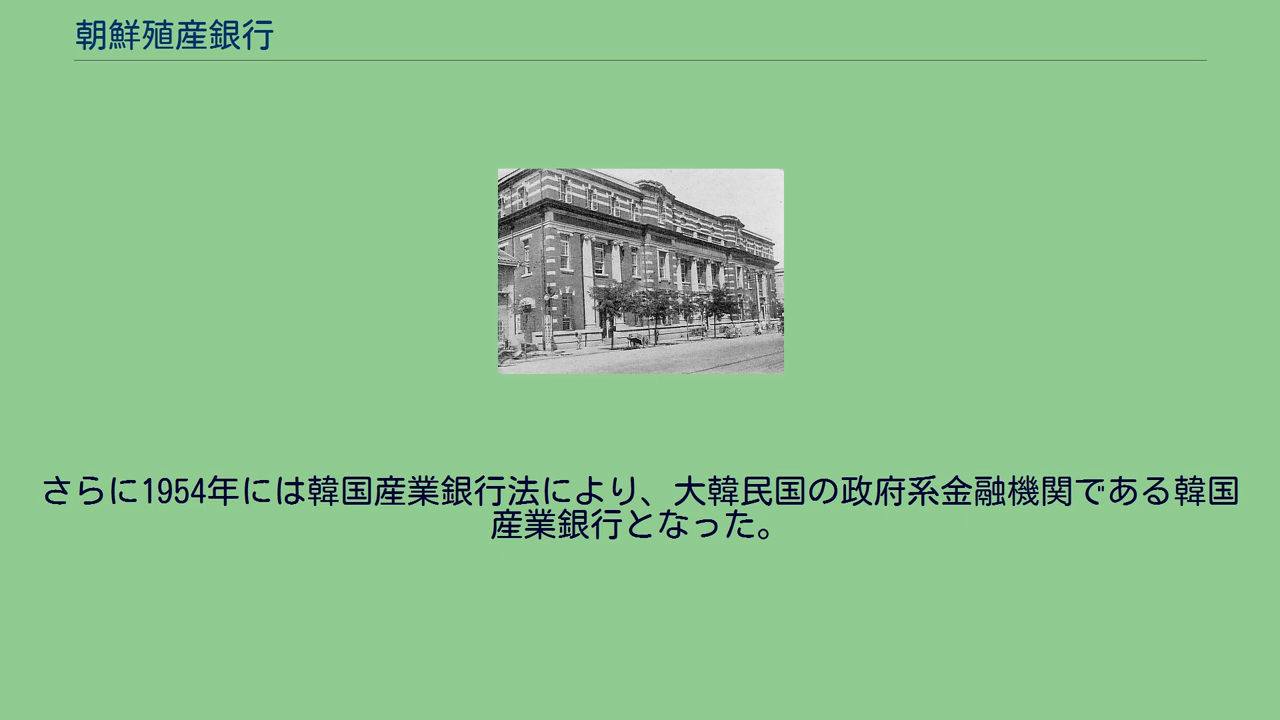 朝鮮殖産銀行
さらに1954年には韓国産業銀行法により、大韓民国の政府系金融機関である韓国
産業銀行となった。